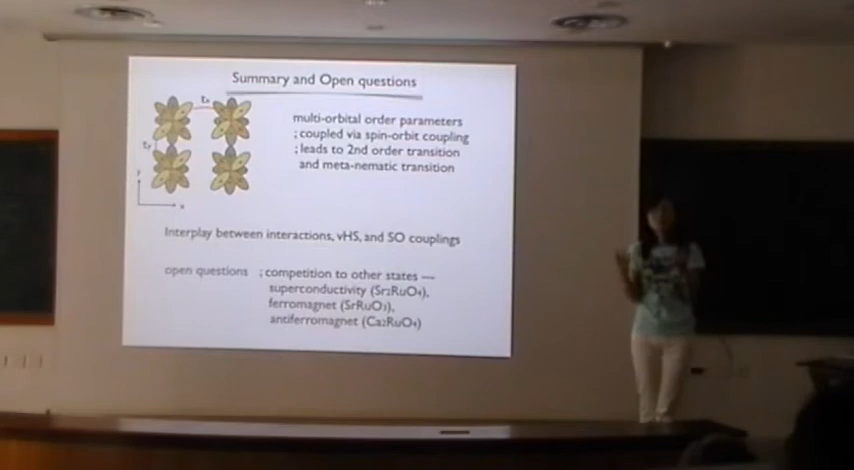 Summary and Open questions
tx
ty
y
x
multi-orbital order parameters
; coupled via spin-orbit coupling
; leads to 2nd order transition
and meta-nematic transition
Interplay between interactions, vHS, and SO couplings
open questions ; competition to other states —
superconductivity (Sr₂RuO₄),
ferromagnet (SrRuO₃),
antiferromagnet (Ca₂RuO₄)